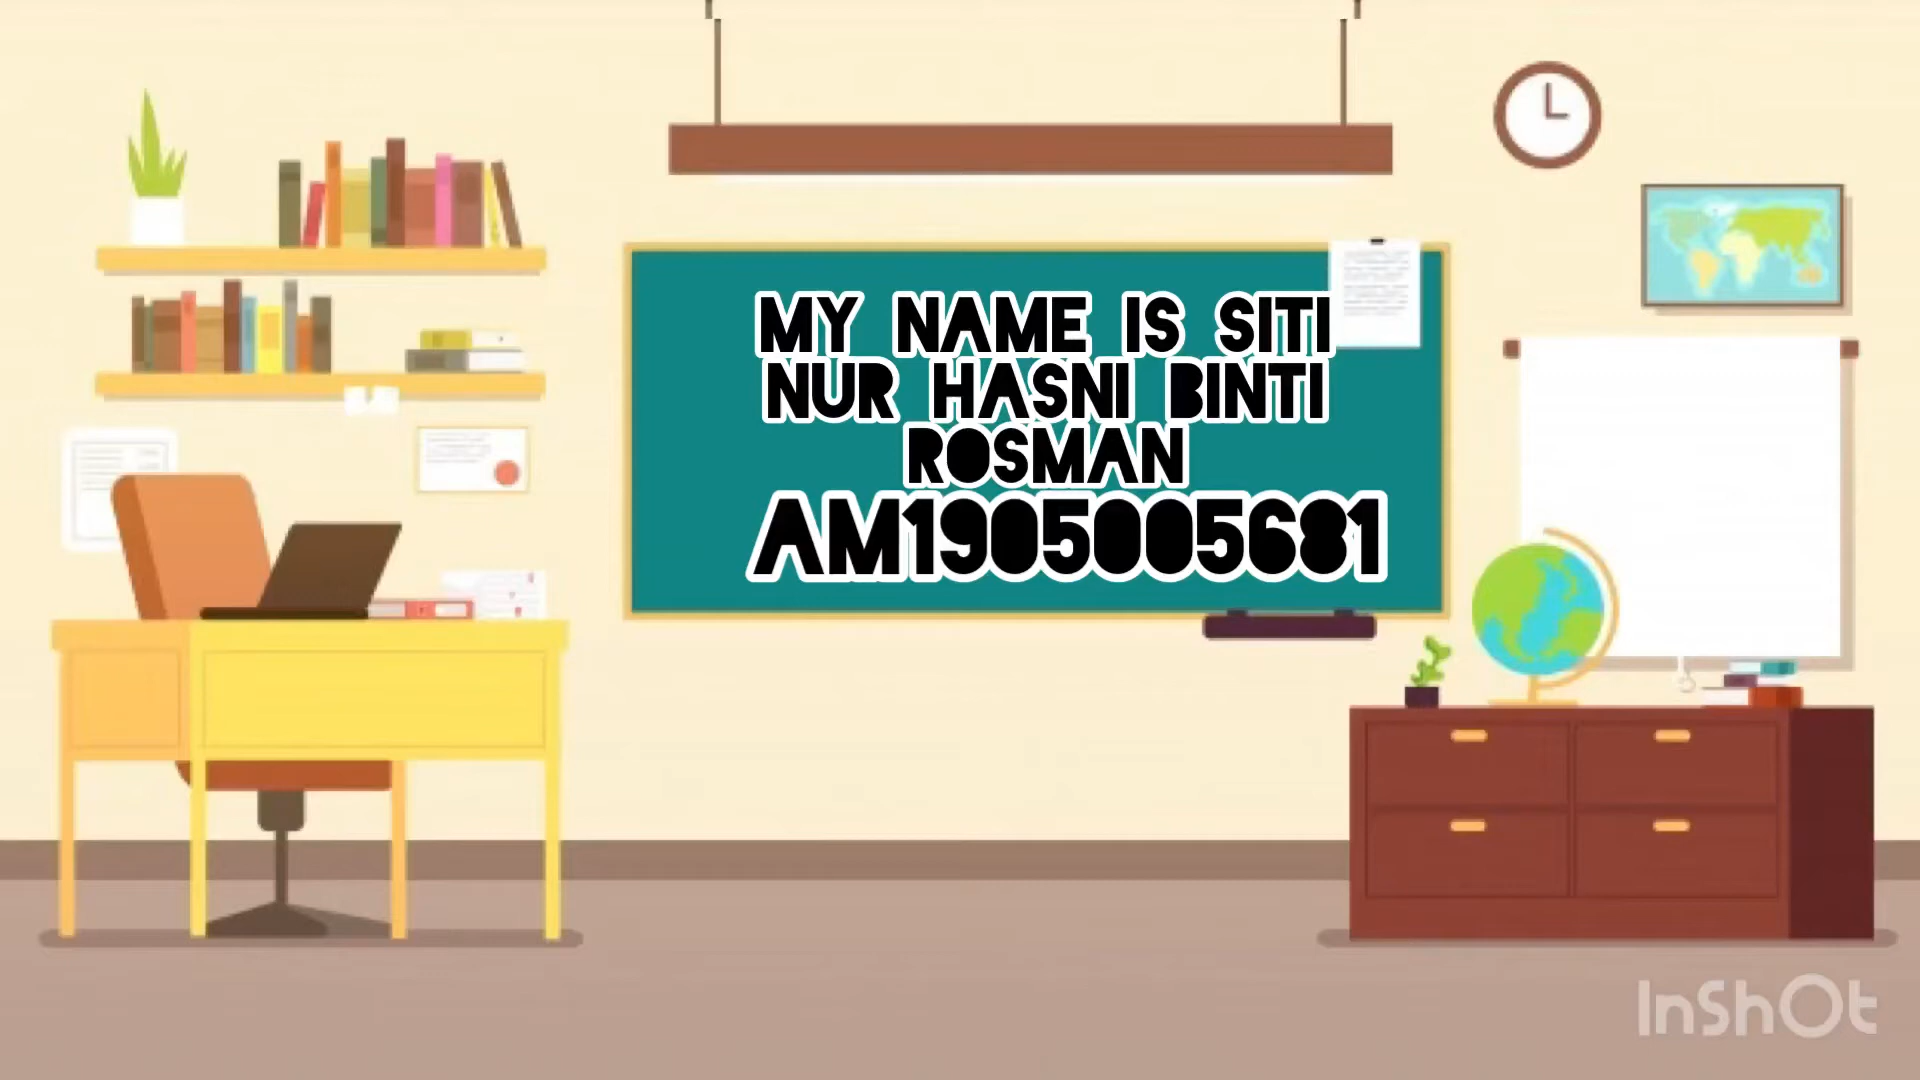 MY NAME IS SITI
NUR HASNI BINTI
ROSMAN
AM1905005681
InShOt